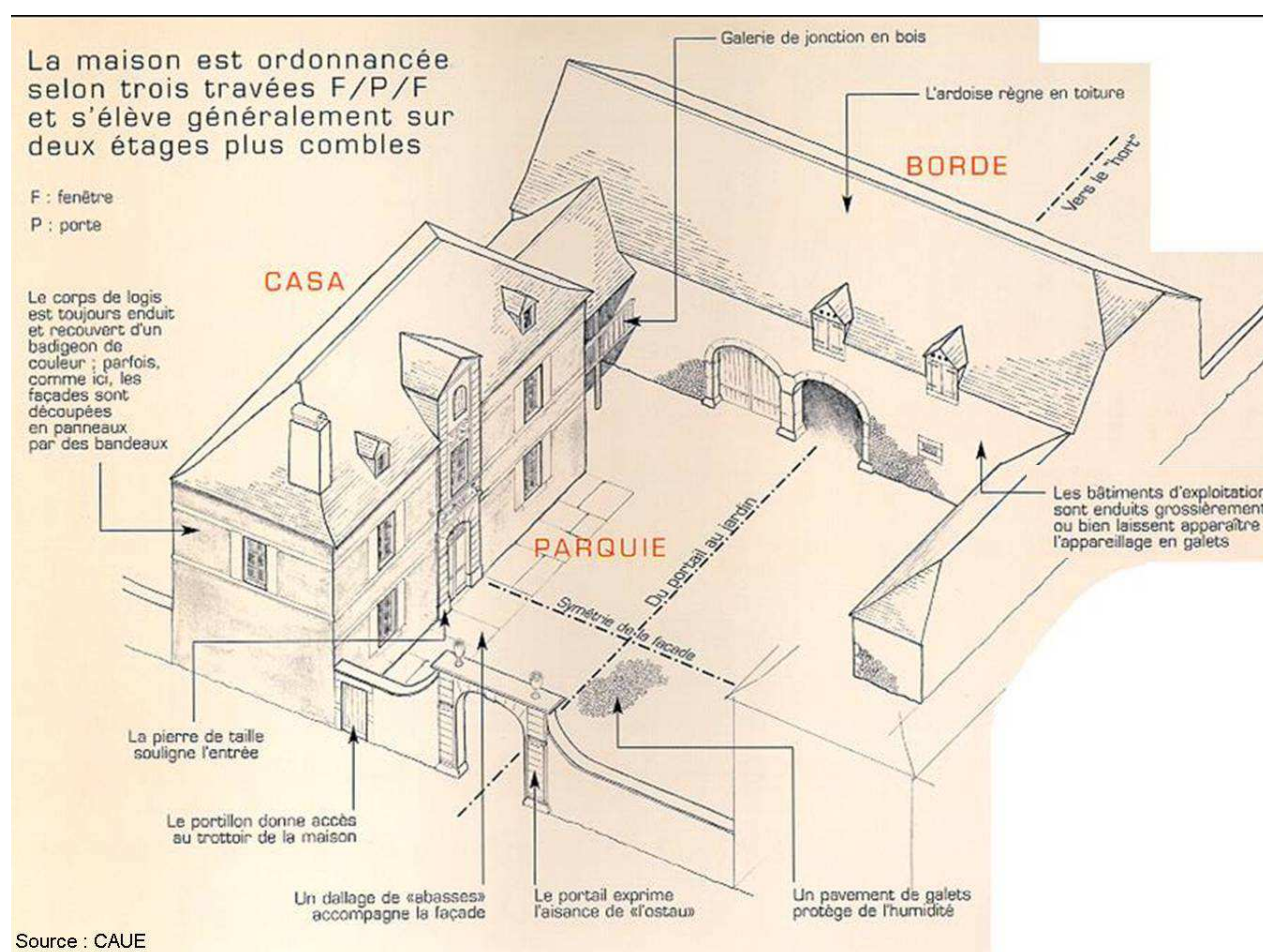 La maison est ordonnancée
selon trois travées F/P/F
et s'élève généralement sur
deux étages plus combles
F : fenêtre
P : porte
Galerie de jonction en bois
L'ardoise règne en toiture
BORDE
Vers le "hort"
CASA
Le corps de logis
est toujours enduit
et recouvert d'un
badigeon de
couleur ; parfois,
comme ici, les
façades sont
découpées
en panneaux
par des bandeaux
PARQUIE
Du portail au jardin
Symétrie de la façade
Les bâtiments d'exploitation
sont enduits grossièrement
ou bien laissent apparaître
l'appareillage en galets
La pierre de taille
souligne l'entrée
Le portillon donne accès
au trottoir de la maison
Un dallage de «abasses»
accompagne la façade
Le portail exprime
l'aisance de «l'ostau»
Un pavement de galets
protège de l'humidité
Source : CAUE